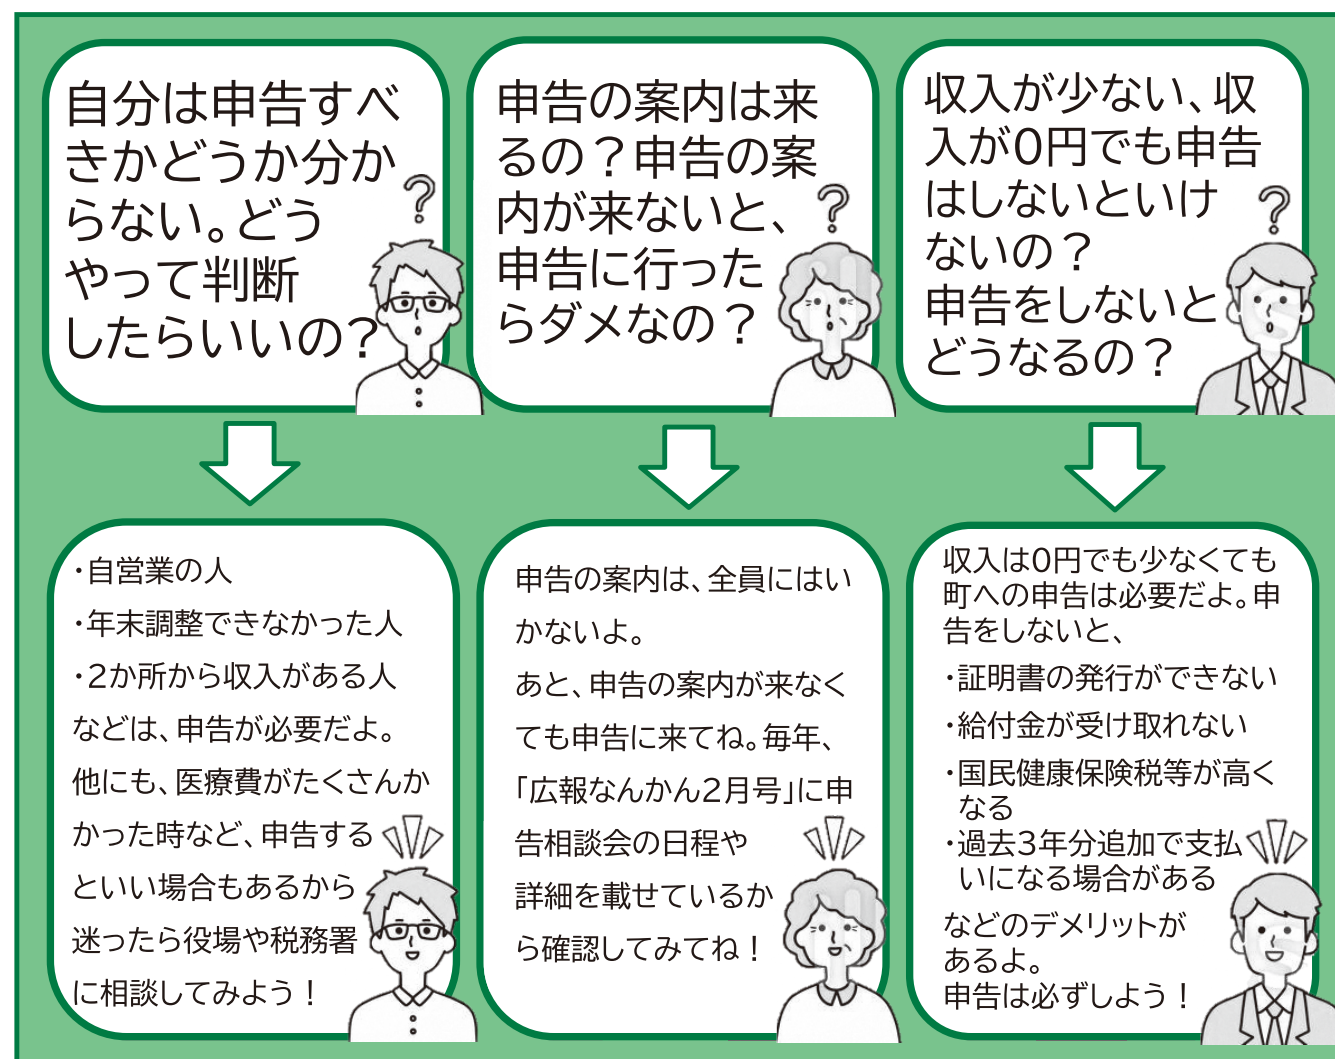 自分は申告すべ
きかどうか分か
らない。どう
やって判断
したらいいの?
?
申告の案内は来
るの?申告の案
内が来ないと、
申告に行った
らダメなの?
?
収入が少ない、収
入が0円でも申告
はしないといけ
ないの?
申告をしないと
どうなるの?
?
・自営業の人
・年末調整できなかった人
・2か所から収入がある人
などは、申告が必要だよ。
他にも、医療費がたくさんか
かった時など、申告する
といい場合もあるから
迷ったら役場や税務署
に相談してみよう!
申告の案内は、全員にはい
かないよ。
あと、申告の案内が来なく
ても申告に来てね。毎年、
「広報なんかん2月号」に申
告相談会の日程や
詳細を載せているか
ら確認してみてね!
収入は0円でも少なくても
町への申告は必要だよ。申
告をしないと、
・証明書の発行ができない
・給付金が受け取れない
・国民健康保険税等が高く
なる
・過去3年分追加で支払
いになる場合がある
などのデメリットが
あるよ。
申告は必ずしよう!